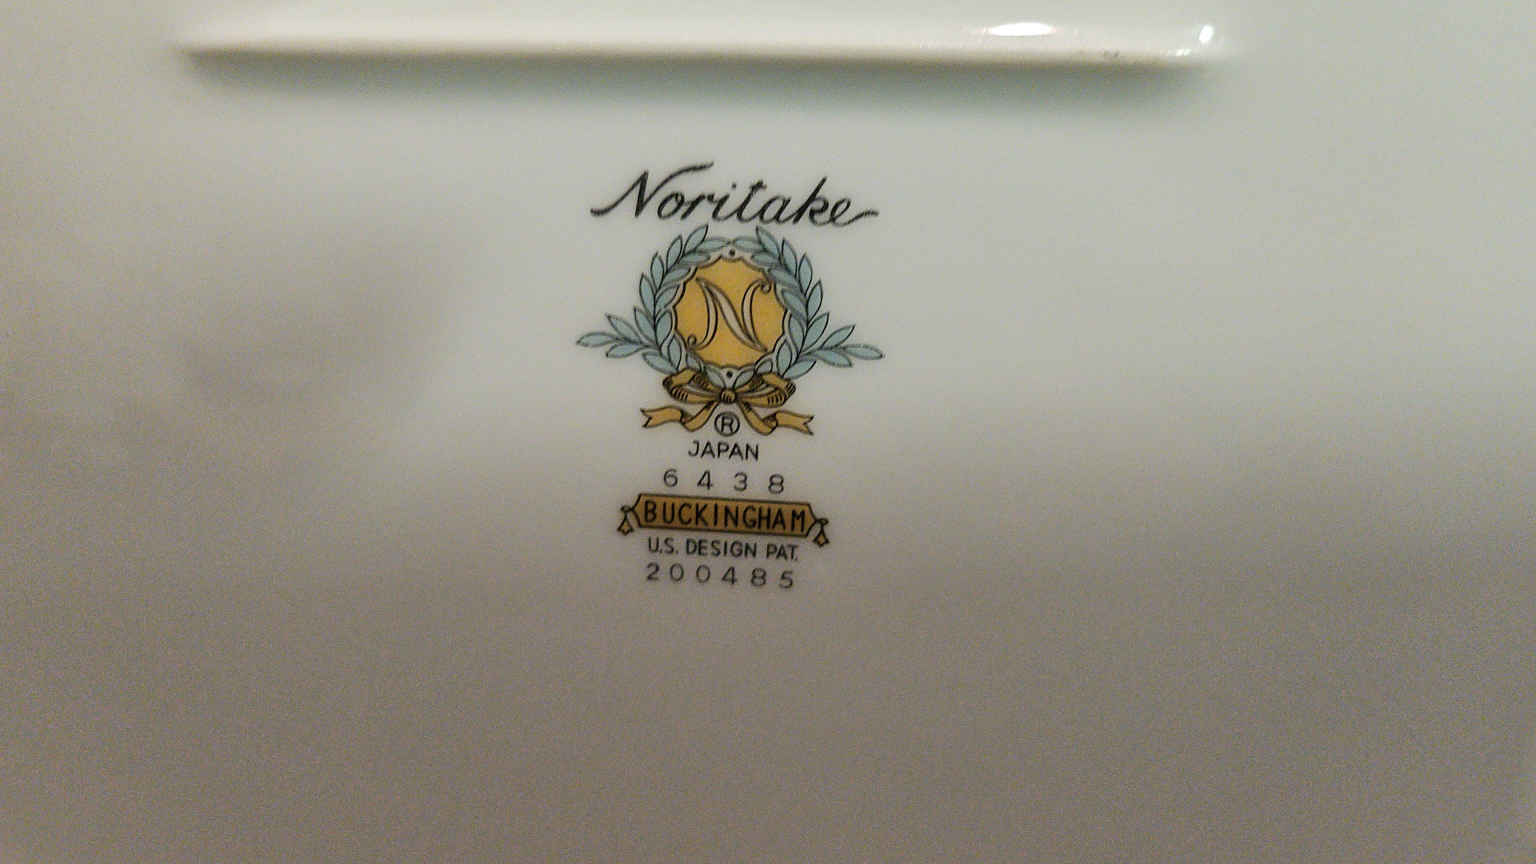 Noritake
N
®
JAPAN
6438
BUCKINGHAM
U.S. DESIGN PAT.
200485